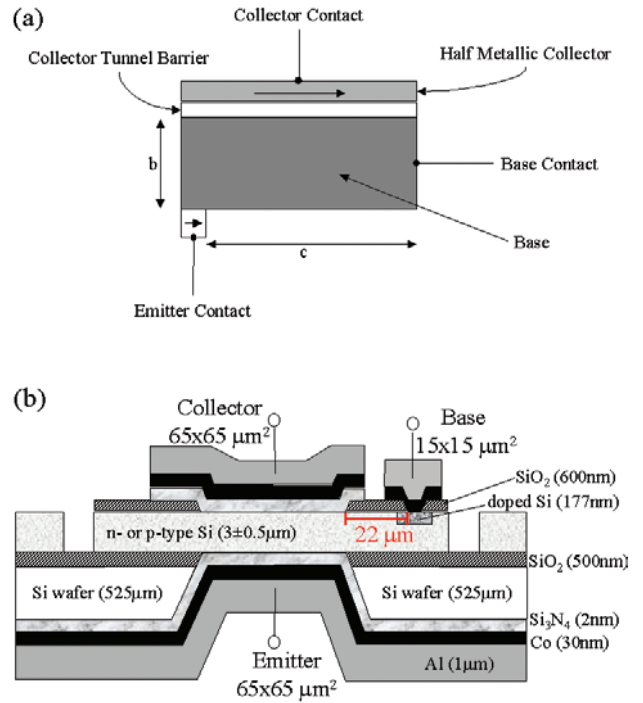 (a)
Collector Contact
Collector Tunnel Barrier
Half Metallic Collector
b
Base Contact
c
Base
Emitter Contact
(b)
Collector
65x65 µm²
Base
15x15 µm²
SiO₂ (600nm)
doped Si (177nm)
n- or p-type Si (3±0.5µm)
22 µm
SiO₂ (500nm)
Si wafer (525µm)
Si wafer (525µm)
Si₃N₄ (2nm)
Co (30nm)
Emitter
65x65 µm²
Al (1µm)